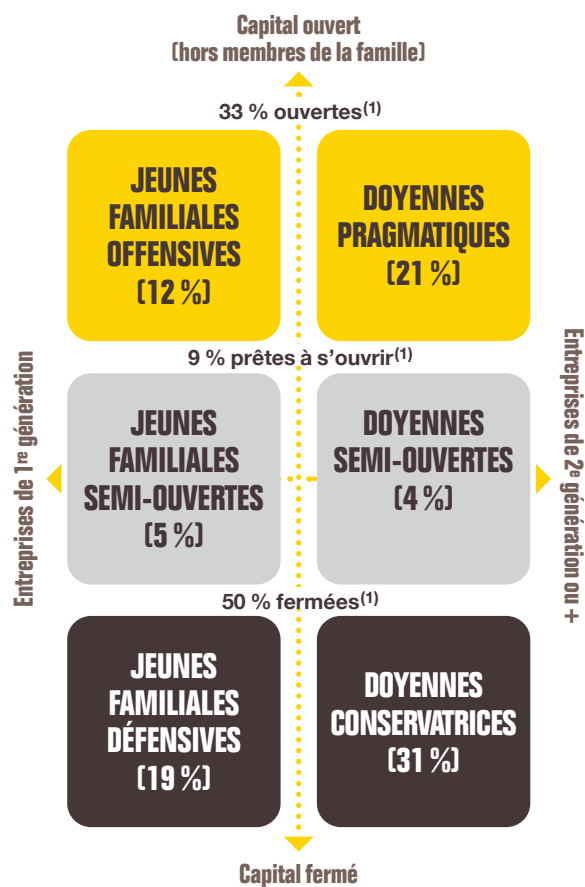 Capital ouvert
(hors membres de la famille)
33 % ouvertes(1)
JEUNES
FAMILIALES
OFFENSIVES
(12 %)
DOYENNES
PRAGMATIQUES
(21 %)
9 % prêtes à s’ouvrir(1)
Entreprises de 1re génération
JEUNES
FAMILIALES
SEMI-OUVERTES
(5 %)
DOYENNES
SEMI-OUVERTES
(4 %)
Entreprises de 2e génération ou +
50 % fermées(1)
JEUNES
FAMILIALES
DÉFENSIVES
(19 %)
DOYENNES
CONSERVATRICES
(31 %)
Capital fermé